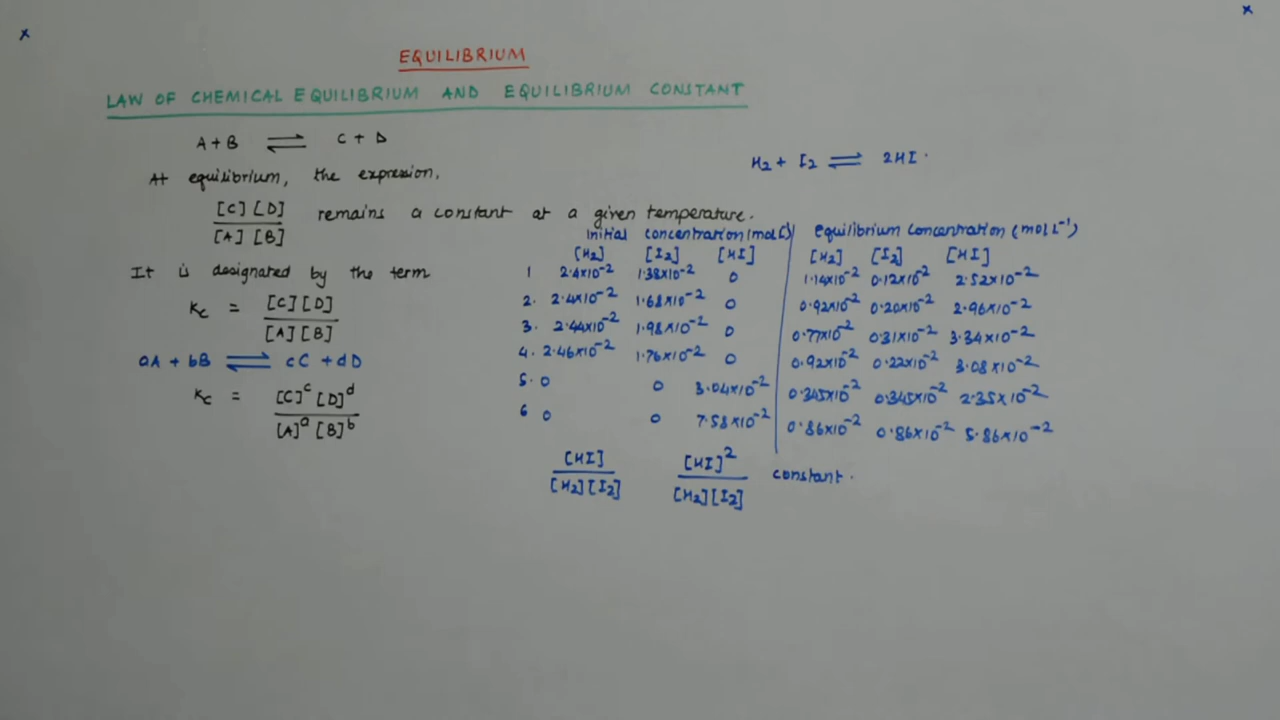 x x
EQUILIBRIUM
LAW OF CHEMICAL EQUILIBRIUM AND EQUILIBRIUM CONSTANT
A + B ⇌ C + D
At equilibrium, the expression,
[C] [D]
[A] [B]
remains a constant at a given temperature.
It is designated by the term
Kc = [C] [D]
[A] [B]
aA + bB ⇌ cC + dD
Kc = [C]^c [D]^d
[A]^a [B]^b
H₂ + I₂ ⇌ 2HI.
Initial concentration (mol L) equilibrium concentration (mol L⁻¹)
[H₂] [I₂] [HI] [H₂] [I₂] [HI]
1 2.4×10⁻² 1.38×10⁻² 0 1.14×10⁻² 0.12×10⁻² 2.52×10⁻²
2. 2.4×10⁻² 1.68×10⁻² 0 0.92×10⁻² 0.20×10⁻² 2.96×10⁻²
3. 2.44×10⁻² 1.98×10⁻² 0 0.77×10⁻² 0.31×10⁻² 3.34×10⁻²
4. 2.46×10⁻² 1.76×10⁻² 0 0.92×10⁻² 0.22×10⁻² 3.08×10⁻²
5. 0 0 3.04×10⁻² 0.345×10⁻² 0.345×10⁻² 2.35×10⁻²
6 0 0 7.58×10⁻² 0.86×10⁻² 0.86×10⁻² 5.86×10⁻²
[HI] [HI]² constant.
[H₂][I₂] [H₂][I₂]